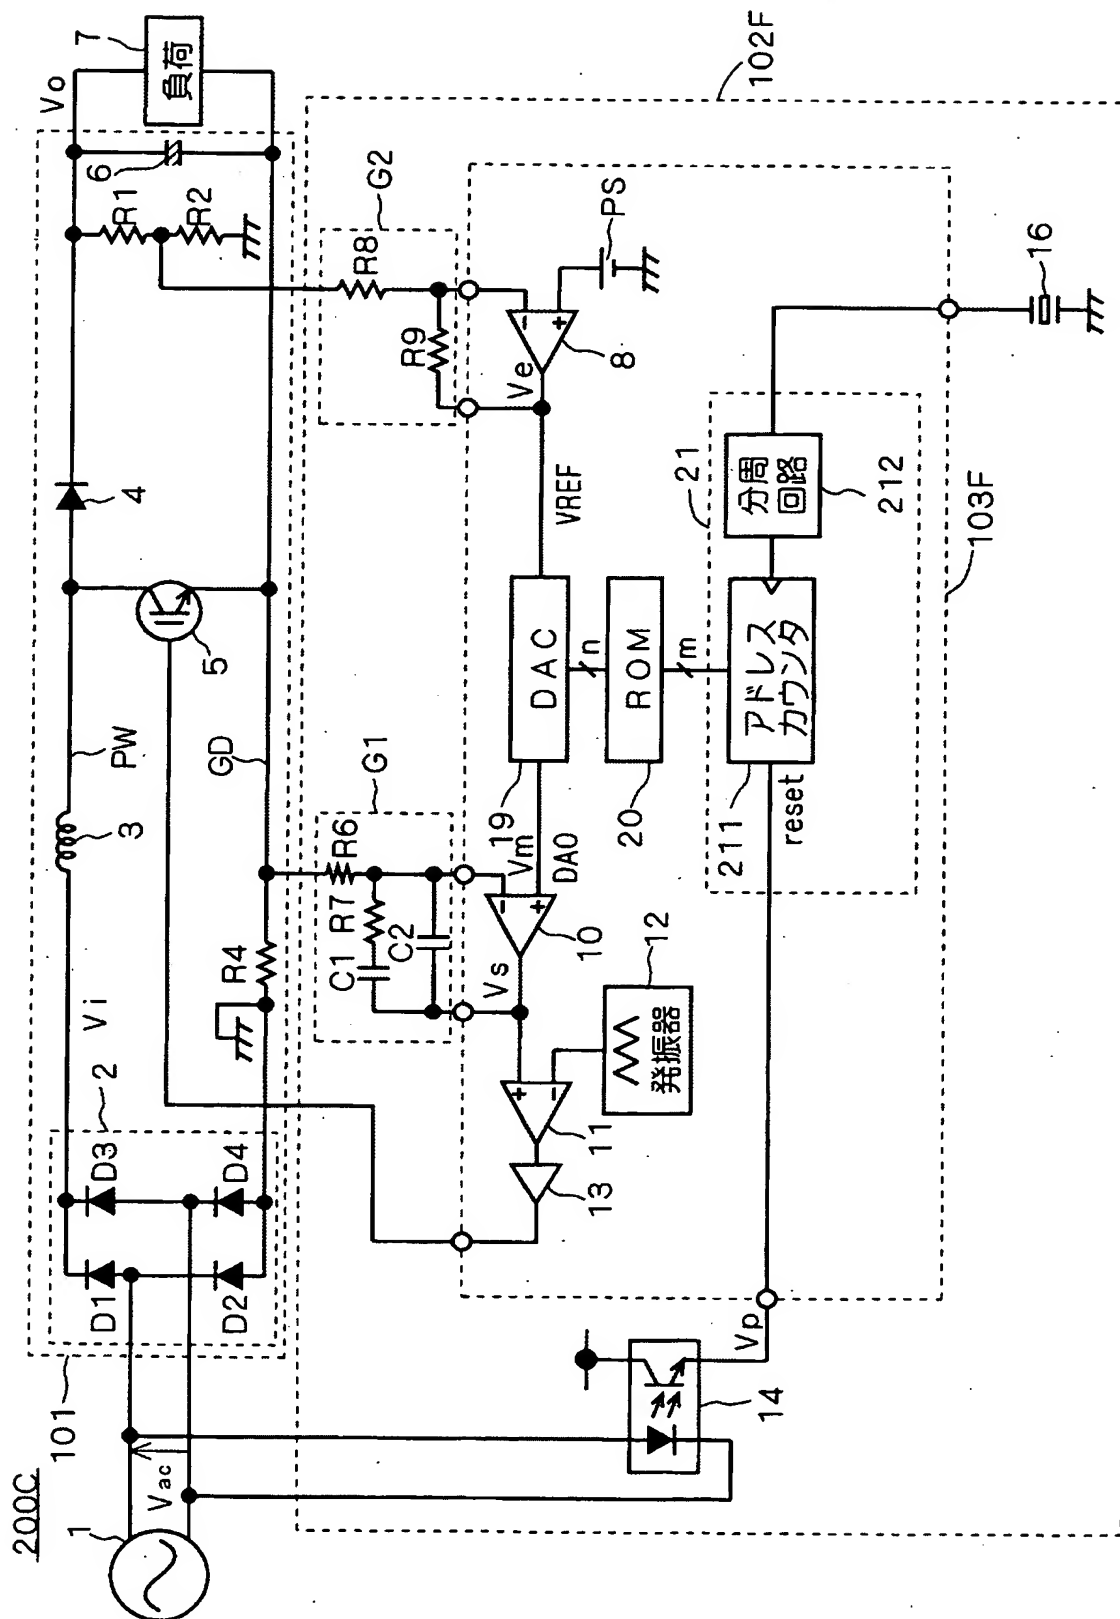 200C
1
Vac
101
D1
D2
D3
D4
2
Vi
3
PW
GD
R4
5
4
R1
R2
6
Vo
7
負荷
102F
G1
R6
R7
C1
C2
G2
R8
R9
PS
8
Ve
VREF
DAC
19
n
ROM
20
m
Vm
DAO
10
Vs
11
12
発振器
13
21
アドレス
カウンタ
211
reset
分周
回路
212
103F
16
Vp
14
+
−
+
−
+
−